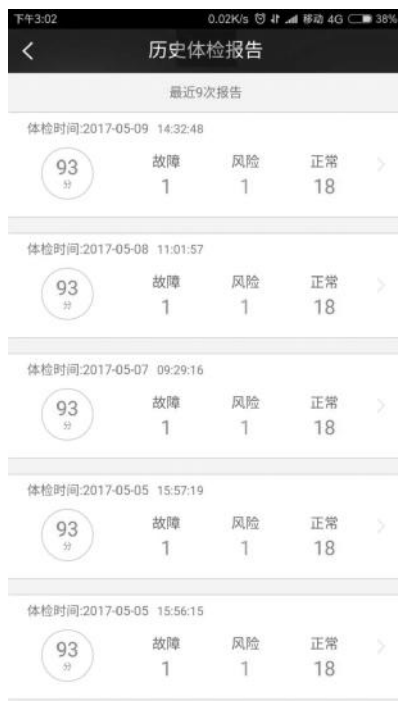 下午3:02 0.02K/s 移动 4G 38%
历史体检报告
最近9次报告
体检时间:2017-05-09 14:32:48
93 故障 风险 正常
分 1 1 18
体检时间:2017-05-08 11:01:57
93 故障 风险 正常
分 1 1 18
体检时间:2017-05-07 09:29:16
93 故障 风险 正常
分 1 1 18
体检时间:2017-05-05 15:57:19
93 故障 风险 正常
分 1 1 18
体检时间:2017-05-05 15:56:15
93 故障 风险 正常
分 1 1 18